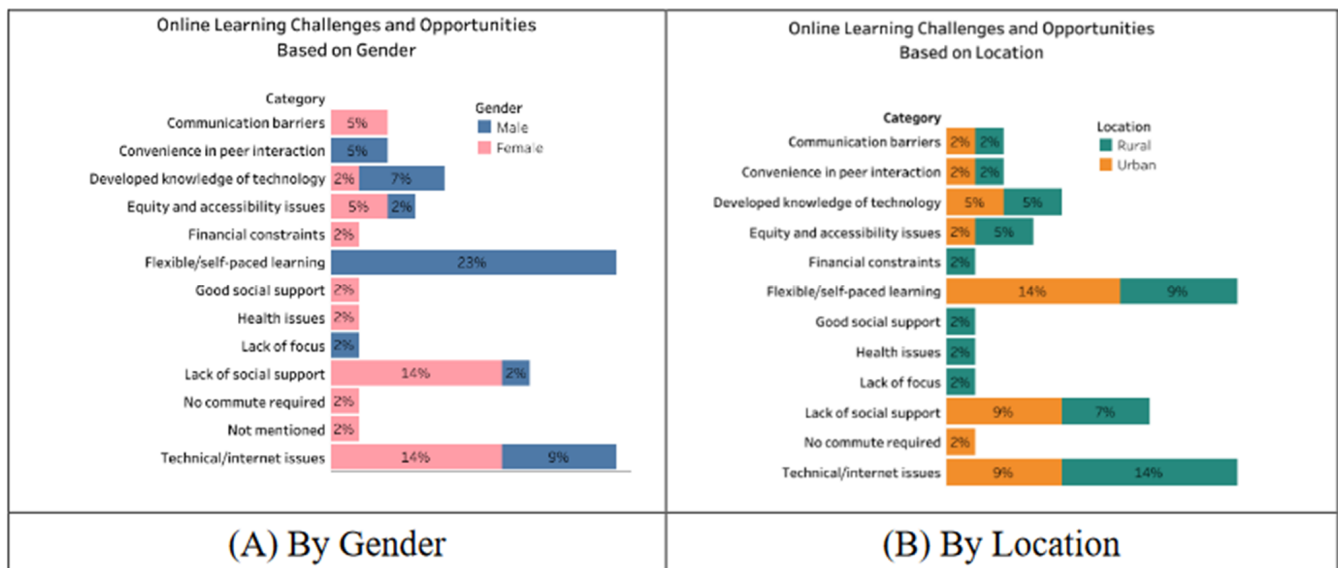 Online Learning Challenges and Opportunities
Based on Gender
Category
Gender
Male
Female
Communication barriers 5%
Convenience in peer interaction 5%
Developed knowledge of technology 2% 7%
Equity and accessibility issues 5% 2%
Financial constraints 2%
Flexible/self-paced learning 23%
Good social support 2%
Health issues 2%
Lack of focus 2%
Lack of social support 14% 2%
No commute required 2%
Not mentioned 2%
Technical/internet issues 14% 9%
(A) By Gender
Online Learning Challenges and Opportunities
Based on Location
Category
Location
Rural
Urban
Communication barriers 2% 2%
Convenience in peer interaction 2% 2%
Developed knowledge of technology 5% 5%
Equity and accessibility issues 2% 5%
Financial constraints 2%
Flexible/self-paced learning 14% 9%
Good social support 2%
Health issues 2%
Lack of focus 2%
Lack of social support 9% 7%
No commute required 2%
Technical/internet issues 9% 14%
(B) By Location